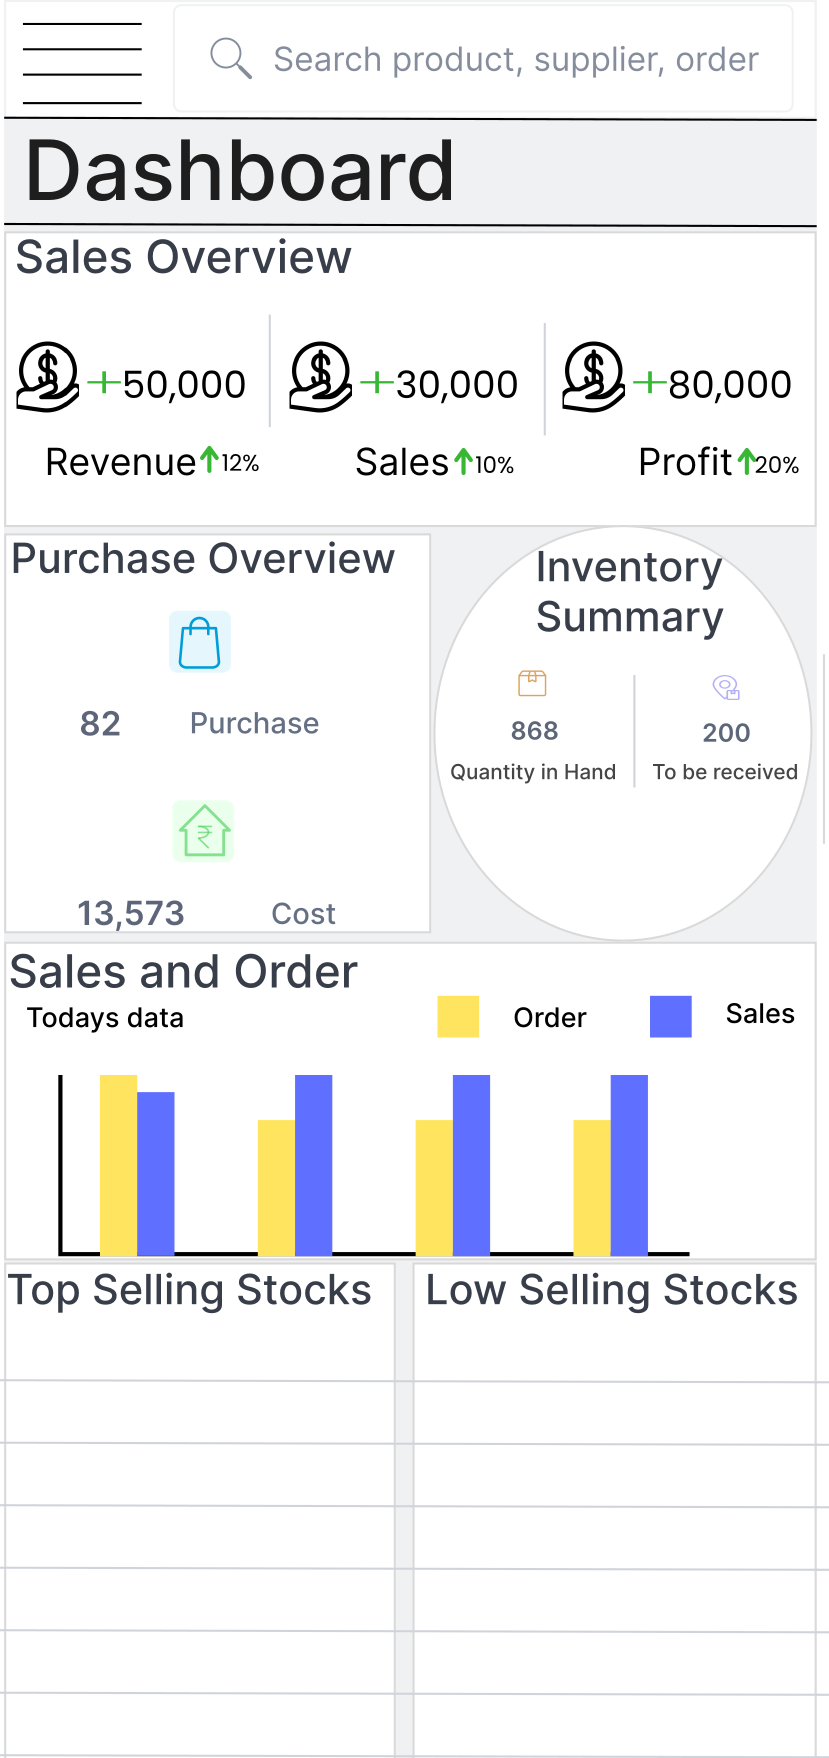 Search product, supplier, order
Dashboard
Sales Overview
+50,000
+30,000
+80,000
Revenue 12%
Sales 10%
Profit 20%
Purchase Overview
82 Purchase
13,573 Cost
Inventory
Summary
868
200
Quantity in Hand
To be received
Sales and Order
Todays data
Order
Sales
Top Selling Stocks
Low Selling Stocks